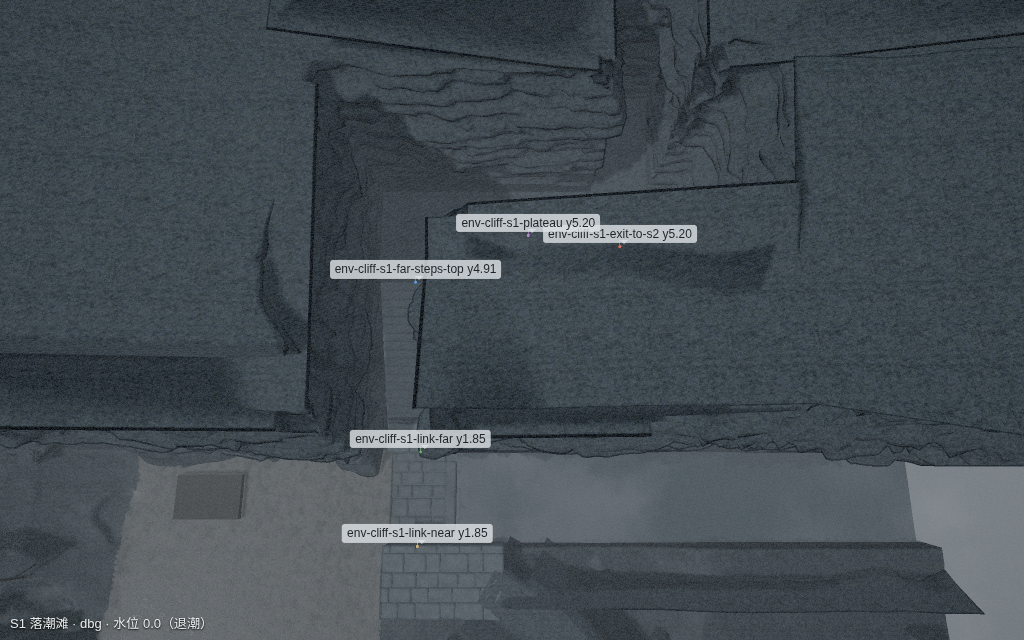 env-cliff-s1-plateau y5.20
env-cliff-s1-exit-to-s2 y5.20
env-cliff-s1-far-steps-top y4.91
env-cliff-s1-link-far y1.85
env-cliff-s1-link-near y1.85
S1 落潮滩 · dbg · 水位 0.0（退潮）